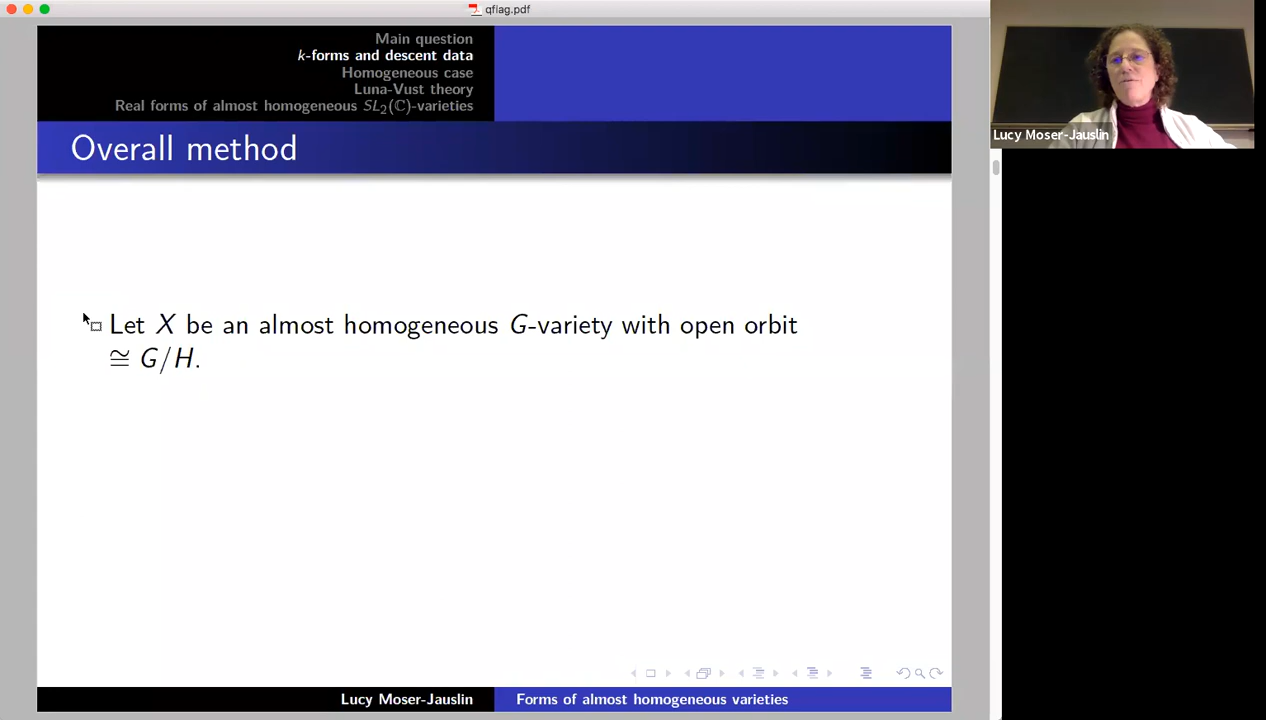 qflag.pdf
Main question
k-forms and descent data
Homogeneous case
Luna-Vust theory
Real forms of almost homogeneous SL₂(ℂ)-varieties
Overall method
Let X be an almost homogeneous G-variety with open orbit
≅ G/H.
Lucy Moser-Jauslin
Forms of almost homogeneous varieties
Lucy Moser-Jauslin